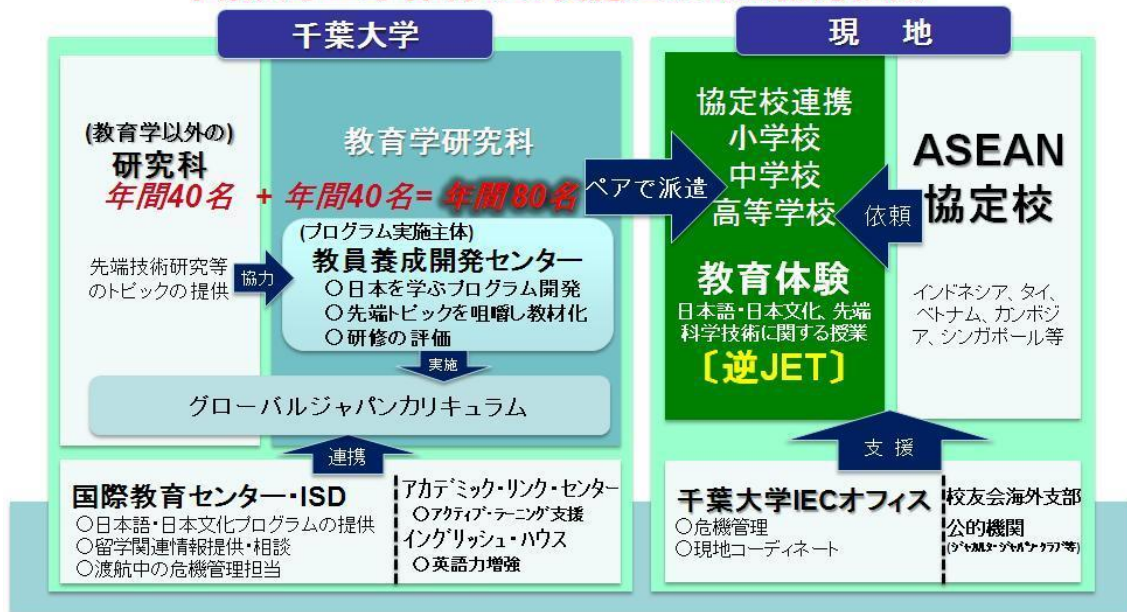 千葉大学
(教育学以外の)
研究科
年間40名
教育学研究科
+ 年間40名= 年間80名
先端技術研究等
のトピックの提供
協力
(プログラム実施主体)
教員養成開発センター
○日本を学ぶプログラム開発
○先端トピックを咀嚼し教材化
○研修の評価
実施
グローバルジャパンカリキュラム
連携
国際教育センター・ISD
○日本語・日本文化プログラムの提供
○留学関連情報提供・相談
○渡航中の危機管理担当
アカデミック・リンク・センター
○アクティブ・ラーニング支援
イングリッシュ・ハウス
○英語力増強
ペアで派遣
現 地
協定校連携
小学校
中学校
高等学校
教育体験
日本語・日本文化、先端
科学技術に関する授業
〔逆JET〕
依頼
ASEAN
協定校
インドネシア、タイ、
ベトナム、カンボジ
ア、シンガポール等
支 援
千葉大学IECオフィス
○危機管理
○現地コーディネート
校友会海外支部
公的機関
(ジャカルタ・ジャパン・クラブ等)